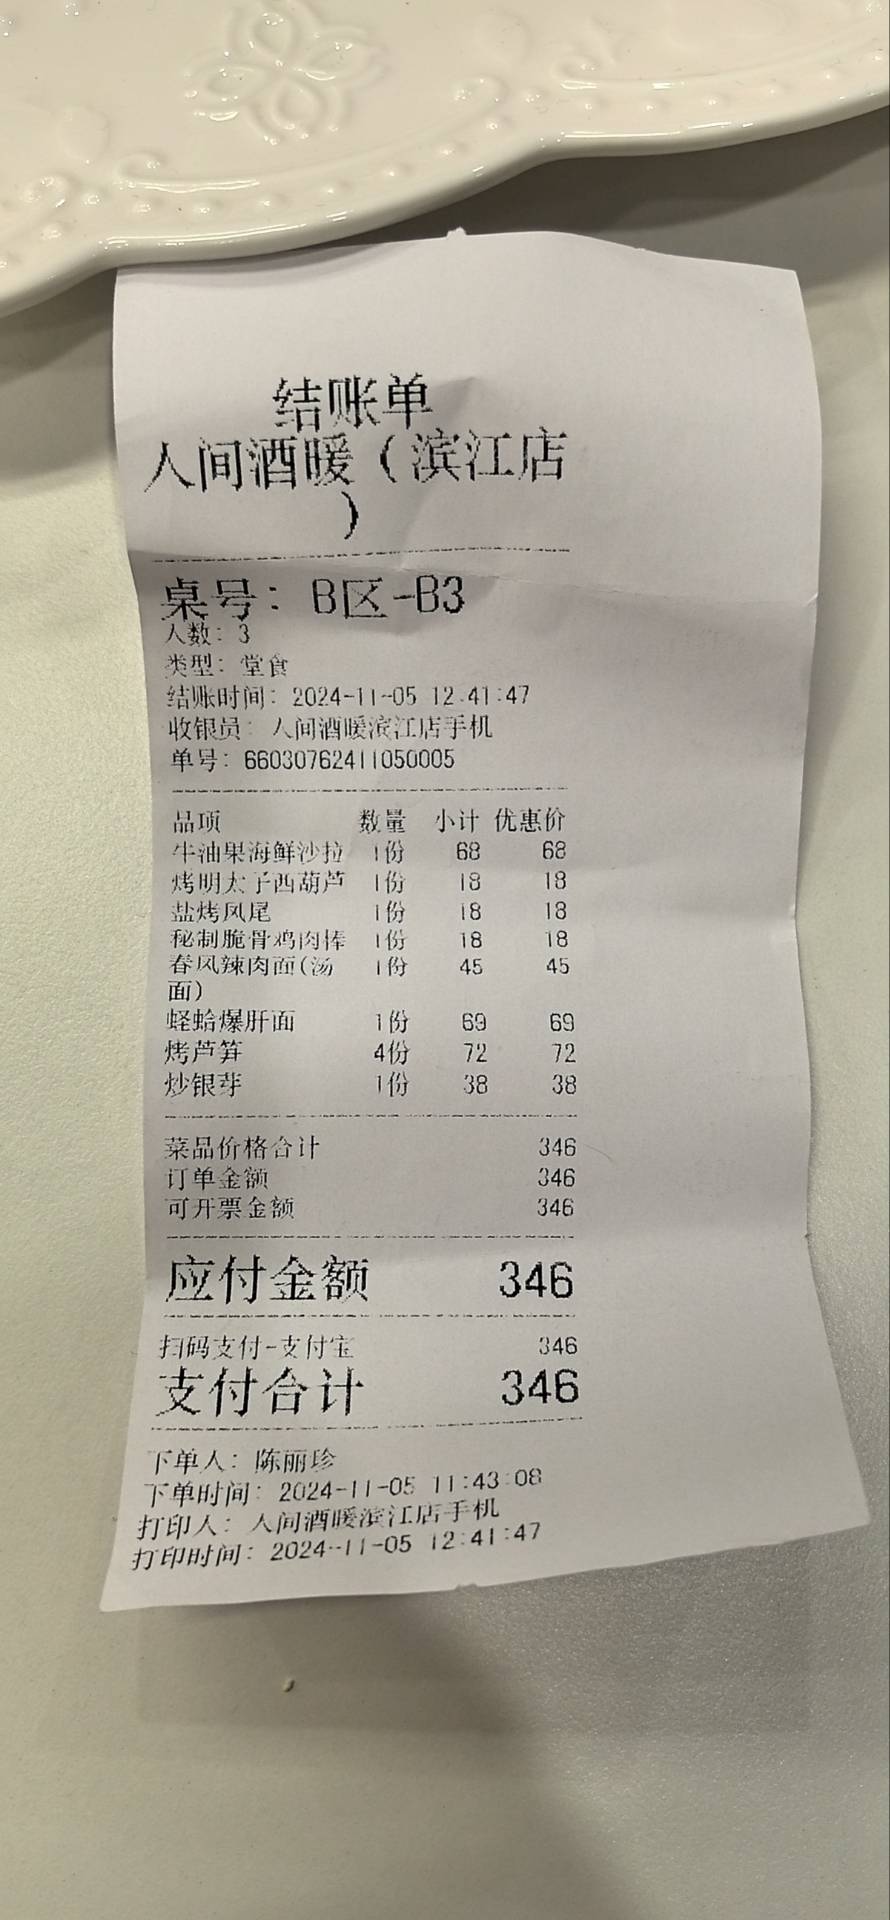 结账单
人间酒暖（滨江店
）
桌号：B区-B3
人数：3
类型：堂食
结账时间：2024-11-05 12:41:47
收银员：人间酒暖滨江店手机
单号：66030762411050005
品项 数量 小计 优惠价
牛油果海鲜沙拉 1份 68 68
烤明太子西葫芦 1份 18 18
盐烤凤尾 1份 18 18
秘制脆骨鸡肉棒 1份 18 18
春风辣肉面(汤 1份 45 45
面)
蛏蛤爆肝面 1份 69 69
烤芦笋 4份 72 72
炒银芽 1份 38 38
菜品价格合计 346
订单金额 346
可开票金额 346
应付金额 346
扫码支付-支付宝 346
支付合计 346
下单人：陈丽珍
下单时间：2024-11-05 11:43:08
打印人：人间酒暖滨江店手机
打印时间：2024-11-05 12:41:47